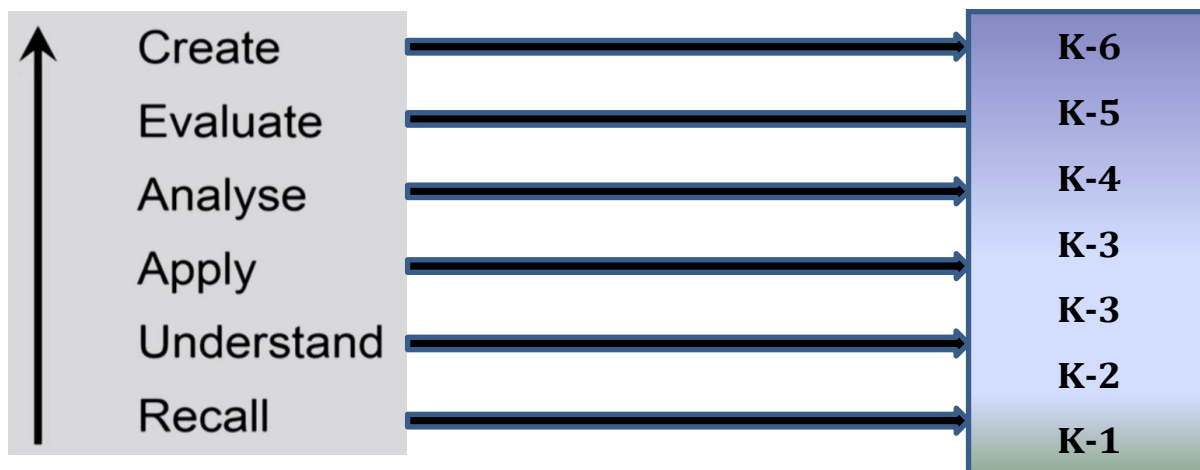 Create
Evaluate
Analyse
Apply
Understand
Recall
K-6
K-5
K-4
K-3
K-3
K-2
K-1